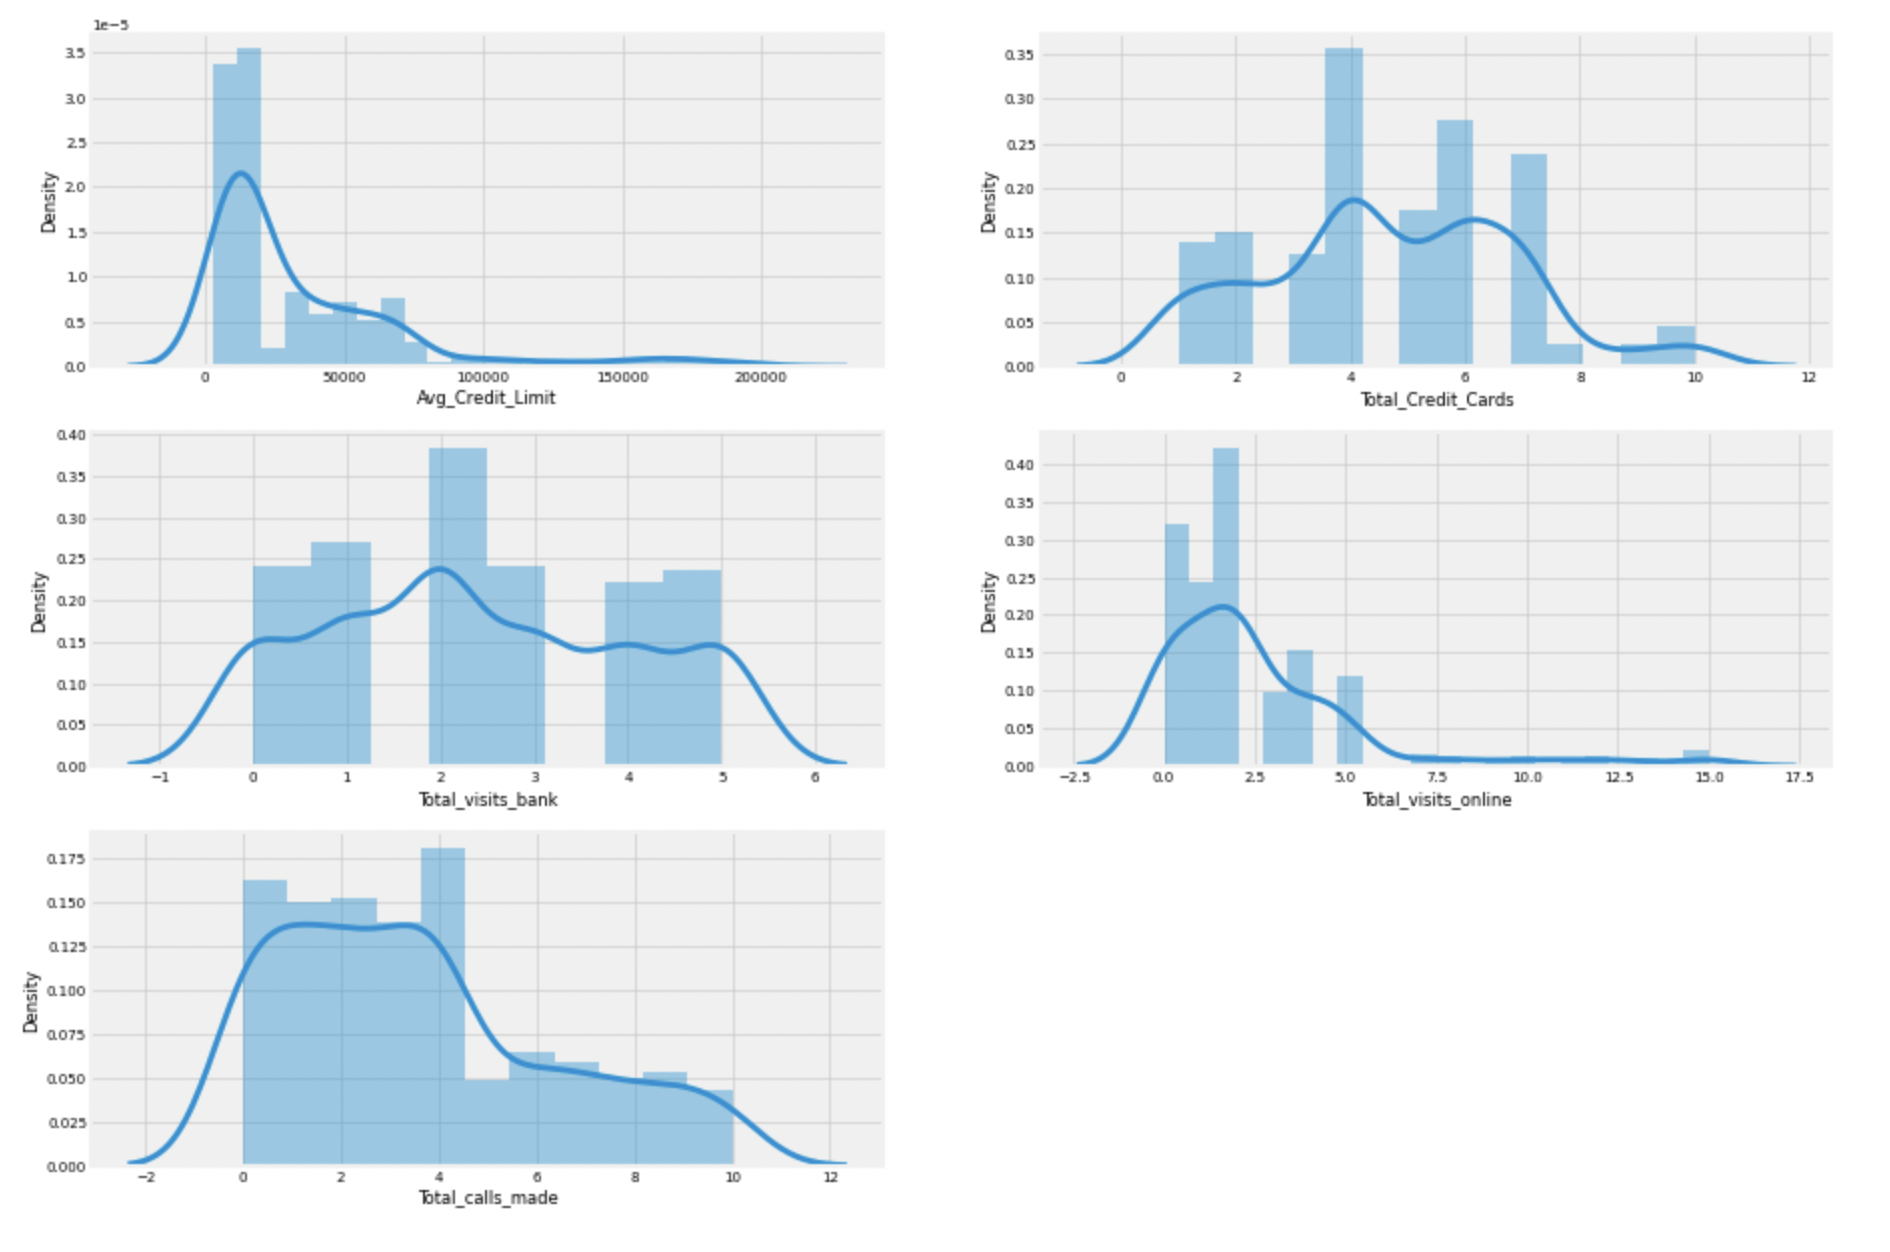 1e−5
3.5
3.0
2.5
2.0
1.5
1.0
0.5
0.0
Density
0 50000 100000 150000 200000
Avg_Credit_Limit
0.35
0.30
0.25
0.20
0.15
0.10
0.05
0.00
Density
0 2 4 6 8 10 12
Total_Credit_Cards
0.40
0.35
0.30
0.25
0.20
0.15
0.10
0.05
0.00
Density
−1 0 1 2 3 4 5 6
Total_visits_bank
0.40
0.35
0.30
0.25
0.20
0.15
0.10
0.05
0.00
Density
−2.5 0.0 2.5 5.0 7.5 10.0 12.5 15.0 17.5
Total_visits_online
0.175
0.150
0.125
0.100
0.075
0.050
0.025
0.000
Density
−2 0 2 4 6 8 10 12
Total_calls_made